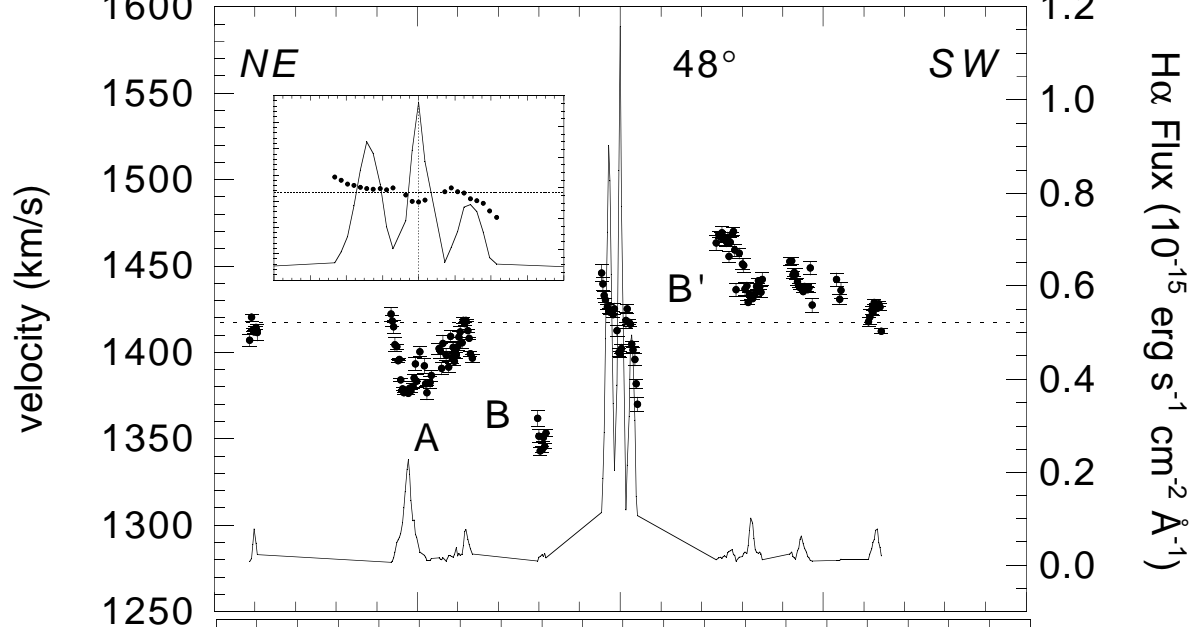 1600
1550
1500
1450
1400
1350
1300
1250
velocity (km/s)
NE
48°
SW
A
B
B'
1.2
1.0
0.8
0.6
0.4
0.2
0.0
Hα Flux (10⁻¹⁵ erg s⁻¹ cm⁻² Å⁻¹)